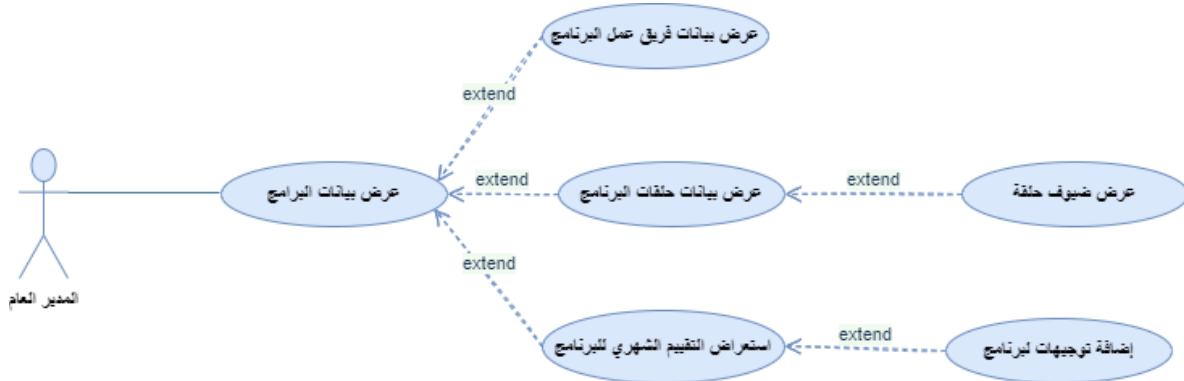 عرض بيانات فريق عمل البرنامج
extend
عرض بيانات البرامج
extend
عرض بيانات حلقات البرنامج
extend
عرض ضيوف حلقة
extend
المدير العام
استعراض التقييم الشهري للبرنامج
extend
إضافة توجيهات لبرنامج